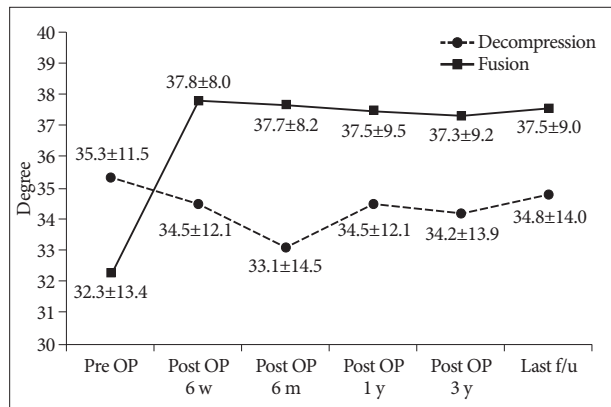 40
39
38
37
36
35
34
33
32
31
30
Degree
Decompression
Fusion
37.8±8.0
37.7±8.2
37.5±9.5
37.3±9.2
37.5±9.0
35.3±11.5
34.5±12.1
33.1±14.5
34.5±12.1
34.2±13.9
34.8±14.0
32.3±13.4
Pre OP
Post OP
6 w
Post OP
6 m
Post OP
1 y
Post OP
3 y
Last f/u